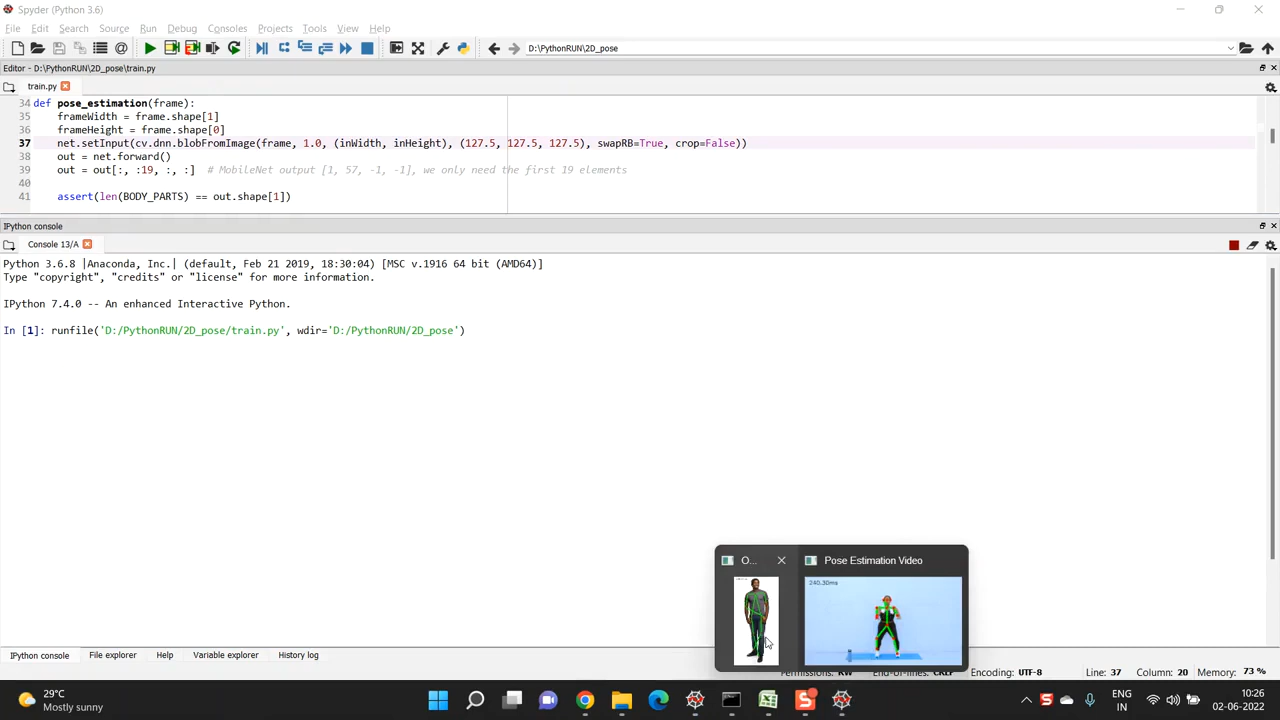 Spyder (Python 3.6)
File Edit Search Source Run Debug Consoles Projects Tools View Help
D:\PythonRUN\2D_pose
Editor - D:\PythonRUN\2D_pose\train.py
train.py
34 def pose_estimation(frame):
35 frameWidth = frame.shape[1]
36 frameHeight = frame.shape[0]
37 net.setInput(cv.dnn.blobFromImage(frame, 1.0, (inWidth, inHeight), (127.5, 127.5, 127.5), swapRB=True, crop=False))
38 out = net.forward()
39 out = out[:, :19, :, :] # MobileNet output [1, 57, -1, -1], we only need the first 19 elements
40
41 assert(len(BODY_PARTS) == out.shape[1])
IPython console
Console 13/A
Python 3.6.8 |Anaconda, Inc.| (default, Feb 21 2019, 18:30:04) [MSC v.1916 64 bit (AMD64)]
Type "copyright", "credits" or "license" for more information.
IPython 7.4.0 -- An enhanced Interactive Python.
In [1]: runfile('D:/PythonRUN/2D_pose/train.py', wdir='D:/PythonRUN/2D_pose')
O... Pose Estimation Video
240.30ms
IPython console File explorer Help Variable explorer History log
Permissions: RW End-of-lines: CRLF Encoding: UTF-8 Line: 37 Column: 20 Memory: 73 %
29°C
Mostly sunny
ENG
IN
10:26
02-06-2022